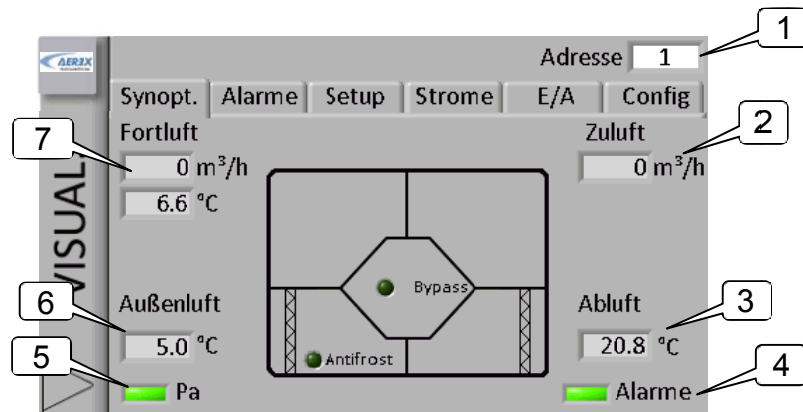 1
AEREX
Adresse 1
Synopt. Alarme Setup Strome E/A Config
7
Fortluft
Zuluft
2
0 m³/h
0 m³/h
6.6 °C
VISUAL
Bypass
6
Außenluft
Abluft
3
5.0 °C
20.8 °C
Antifrost
5
Pa
Alarme
4